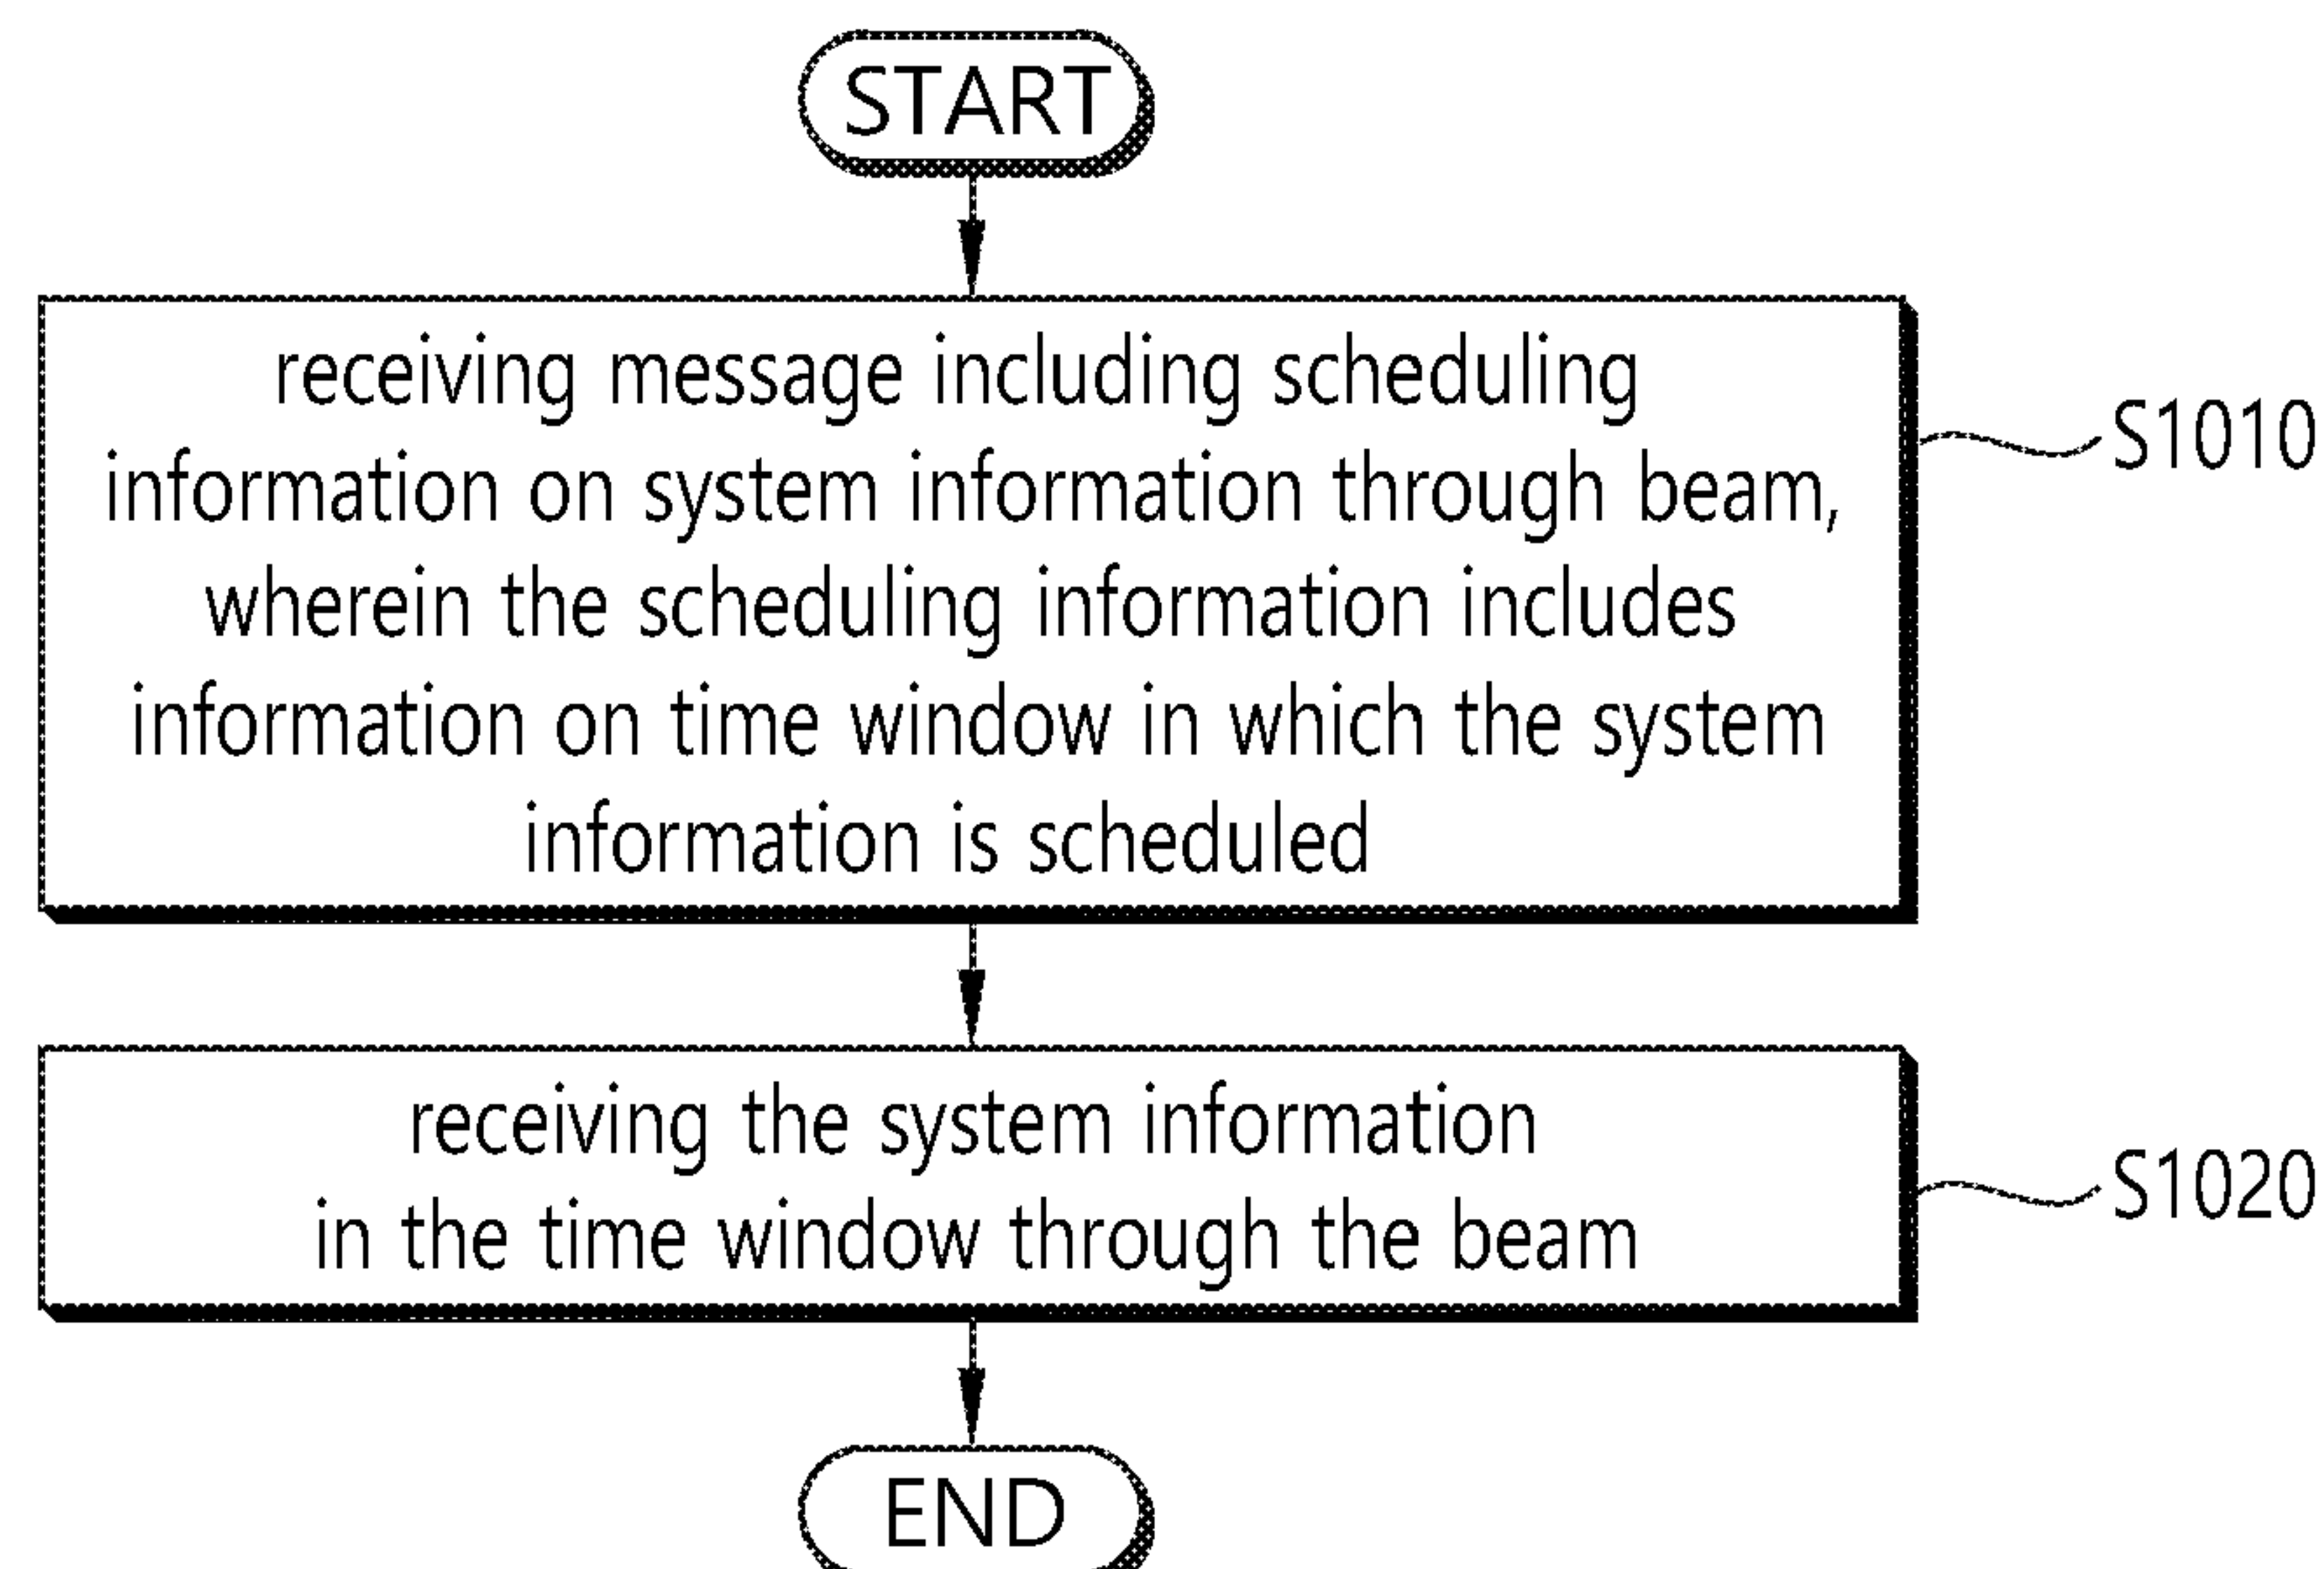 START
receiving message including scheduling
information on system information through beam,
wherein the scheduling information includes
information on time window in which the system
information is scheduled
S1010
receiving the system information
in the time window through the beam
S1020
END